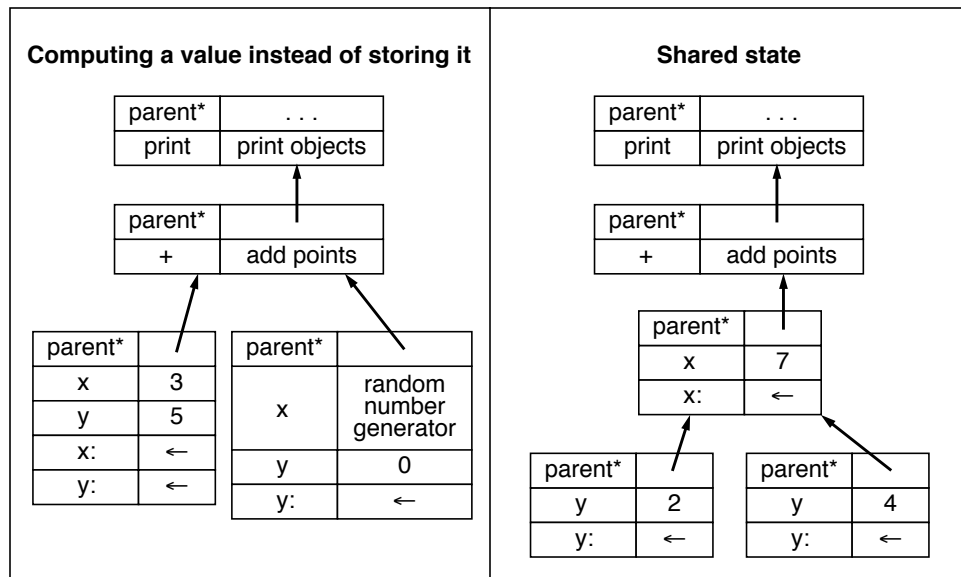 Computing a value instead of storing it
parent* . . .
print print objects
parent*
+ add points
parent*
x 3
y 5
x: ←
y: ←
parent*
x random
number
generator
y 0
y: ←
Shared state
parent* . . .
print print objects
parent*
+ add points
parent*
x 7
x: ←
parent*
y 2
y: ←
parent*
y 4
y: ←